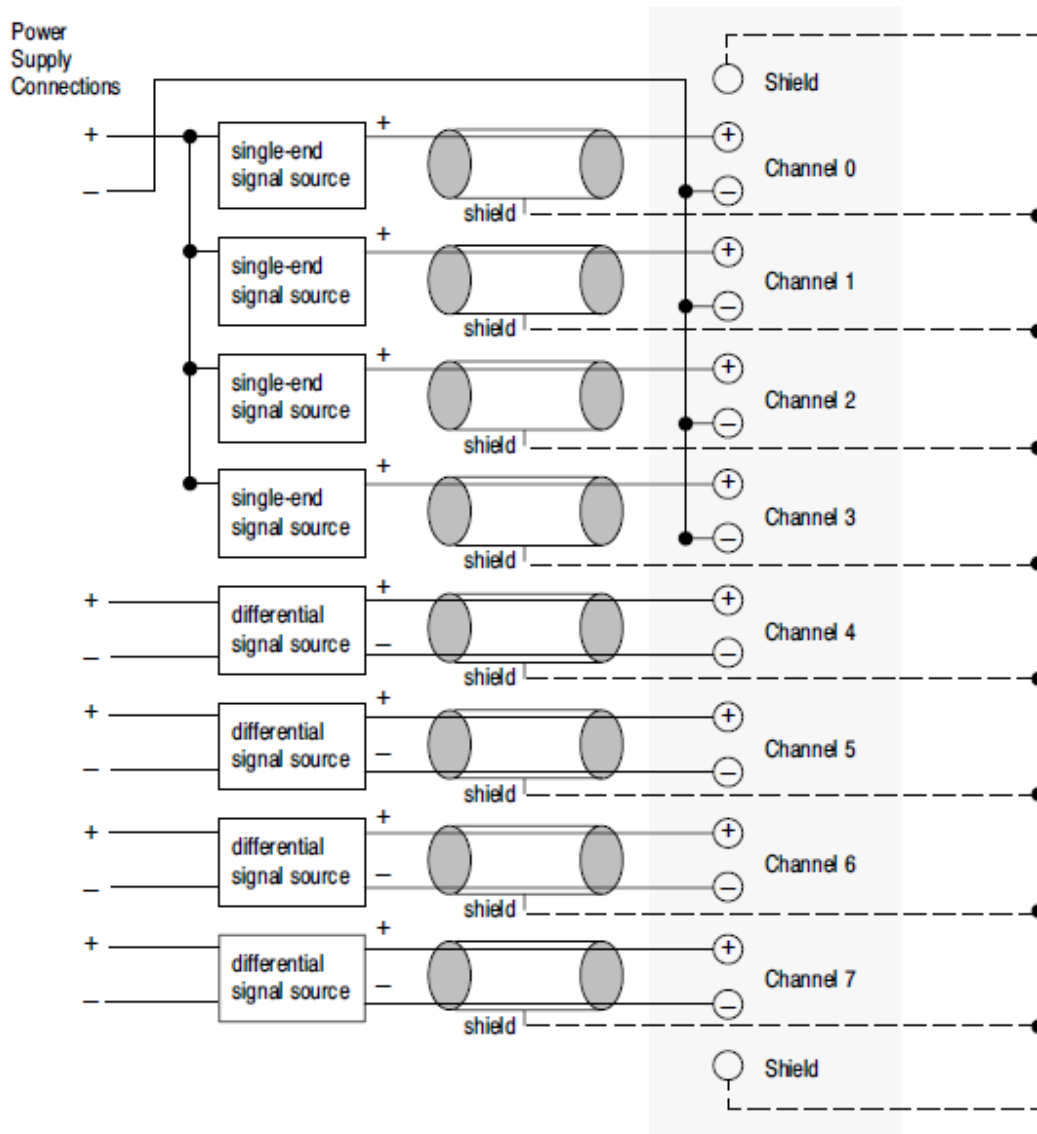 Power
Supply
Connections
Shield
+
+
+
single-end
signal source
Channel 0
–
–
shield
+
+
single-end
signal source
Channel 1
–
shield
+
+
single-end
signal source
Channel 2
–
shield
+
+
single-end
signal source
Channel 3
–
shield
+
+
+
differential
signal source
Channel 4
–
–
–
shield
+
+
+
differential
signal source
Channel 5
–
–
–
shield
+
+
+
differential
signal source
Channel 6
–
–
–
shield
+
+
+
differential
signal source
Channel 7
–
–
–
shield
Shield